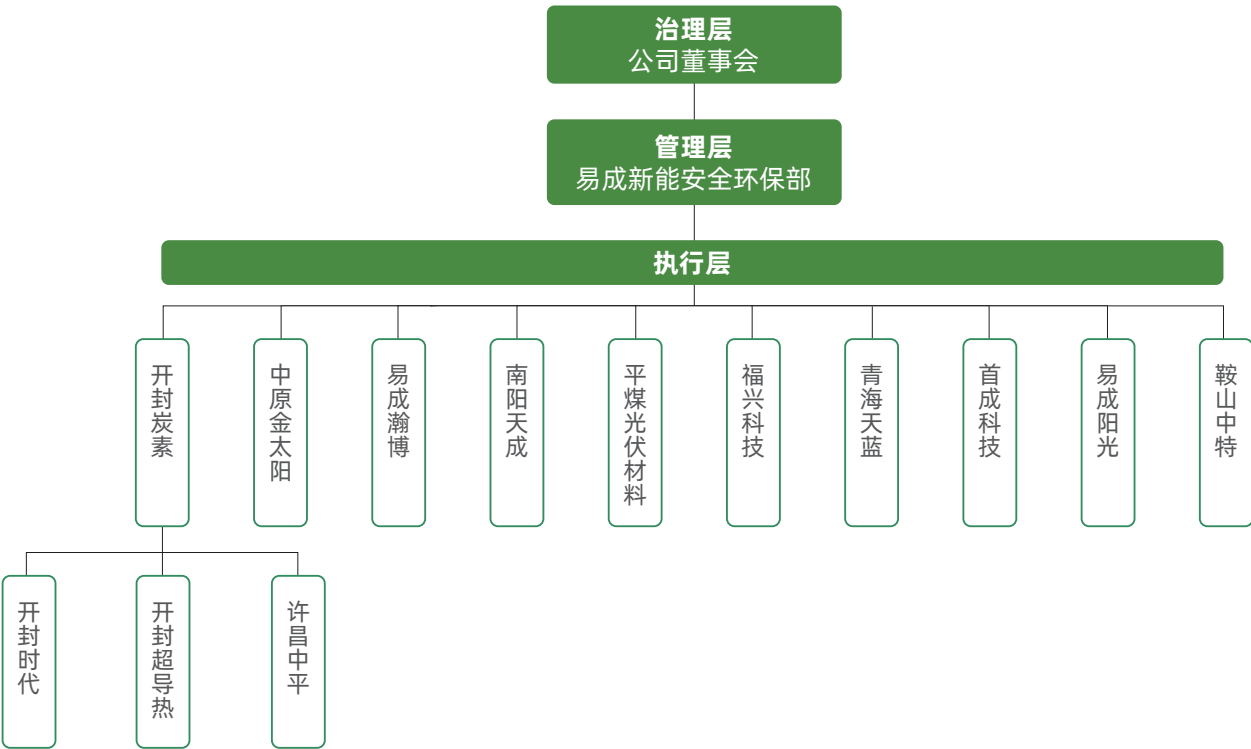 治理层
公司董事会
管理层
易成新能安全环保部
执行层
开封炭素
中原金太阳
易成瀚博
南阳天成
平煤光伏材料
福兴科技
青海天蓝
首成科技
易成阳光
鞍山中特
开封时代
开封超导热
许昌中平